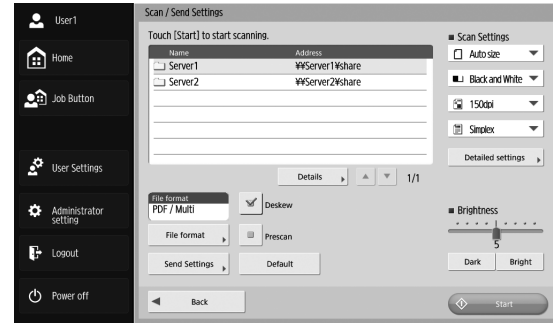 User1
Home
Job Button
User Settings
Administrator
setting
Logout
Power off
Scan / Send Settings
Touch [Start] to start scanning.
Name Address
Server1 ¥¥Server1¥share
Server2 ¥¥Server2¥share
Details 1/1
File format
PDF / Multi
Deskew
File format
Prescan
Send Settings
Default
Back
Scan Settings
Auto size
Black and White
150dpi
Simplex
Detailed settings
Brightness
5
Dark Bright
Start